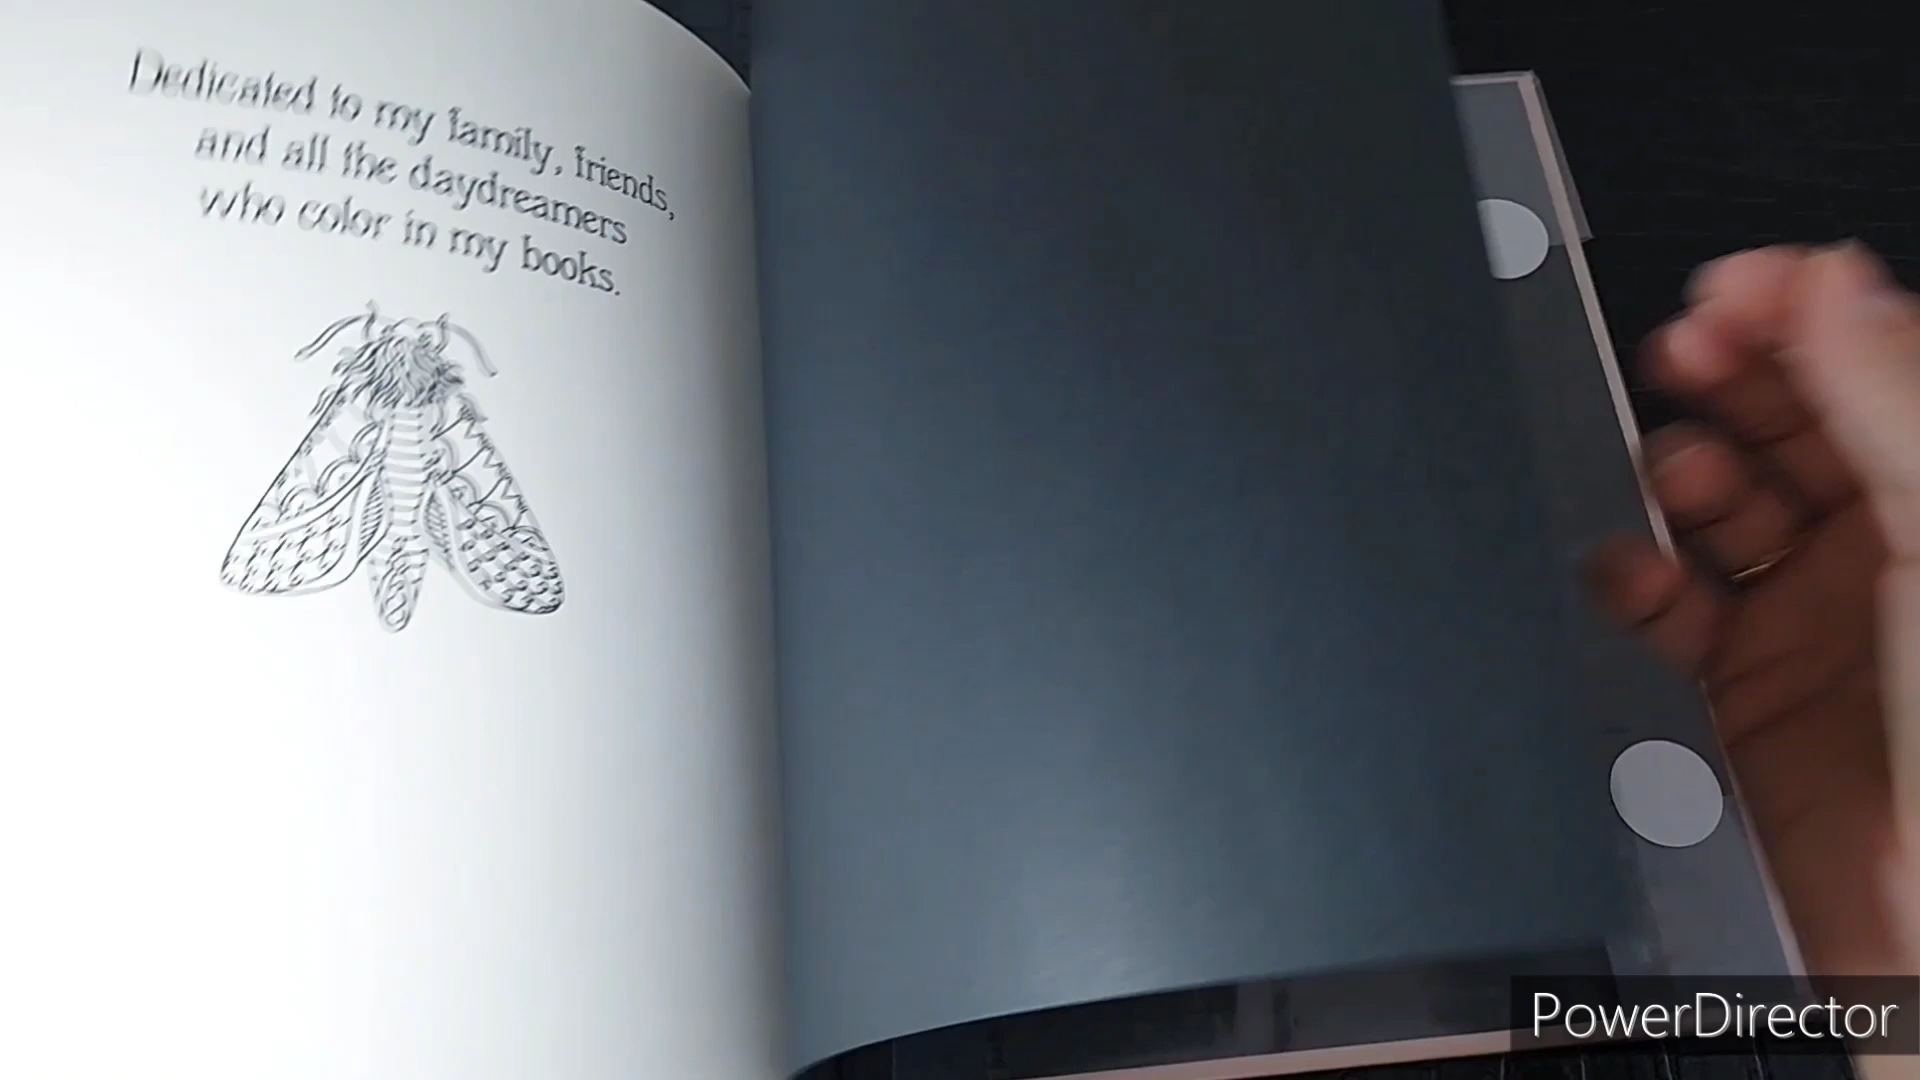 Dedicated to my family, friends,
and all the daydreamers
who color in my books.
PowerDirector